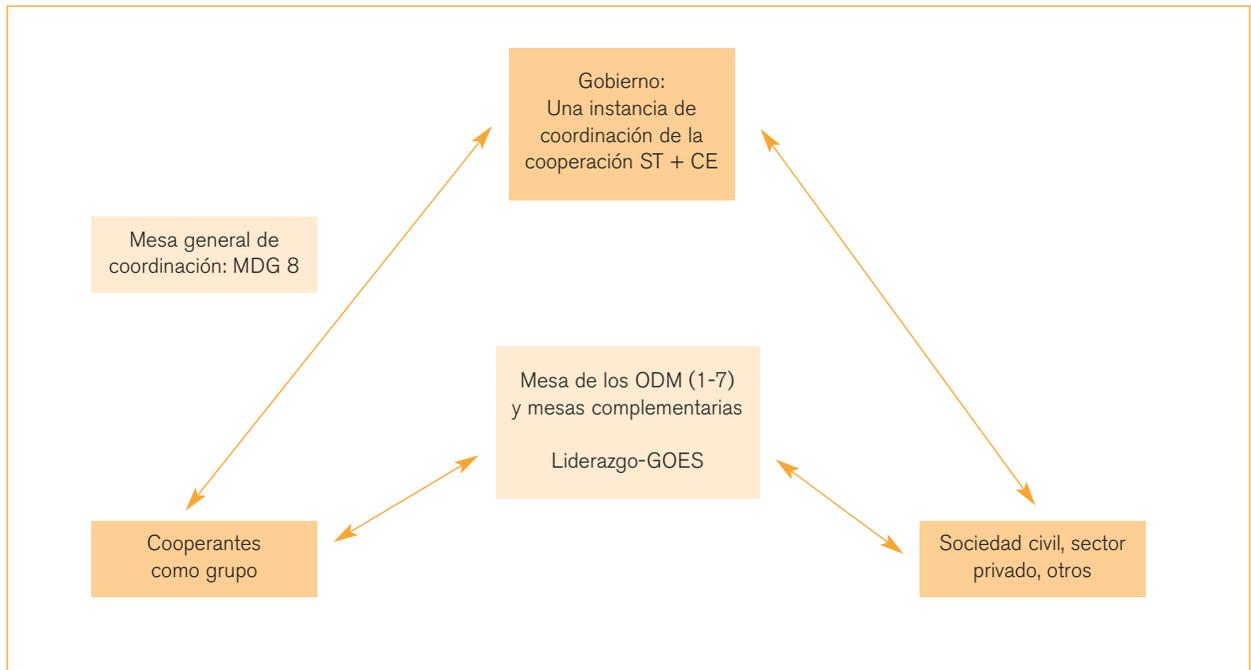 Gobierno:
Una instancia de
coordinación de la
cooperación ST + CE
Mesa general de
coordinación: MDG 8
Mesa de los ODM (1-7)
y mesas complementarias
Liderazgo-GOES
Cooperantes
como grupo
Sociedad civil, sector
privado, otros